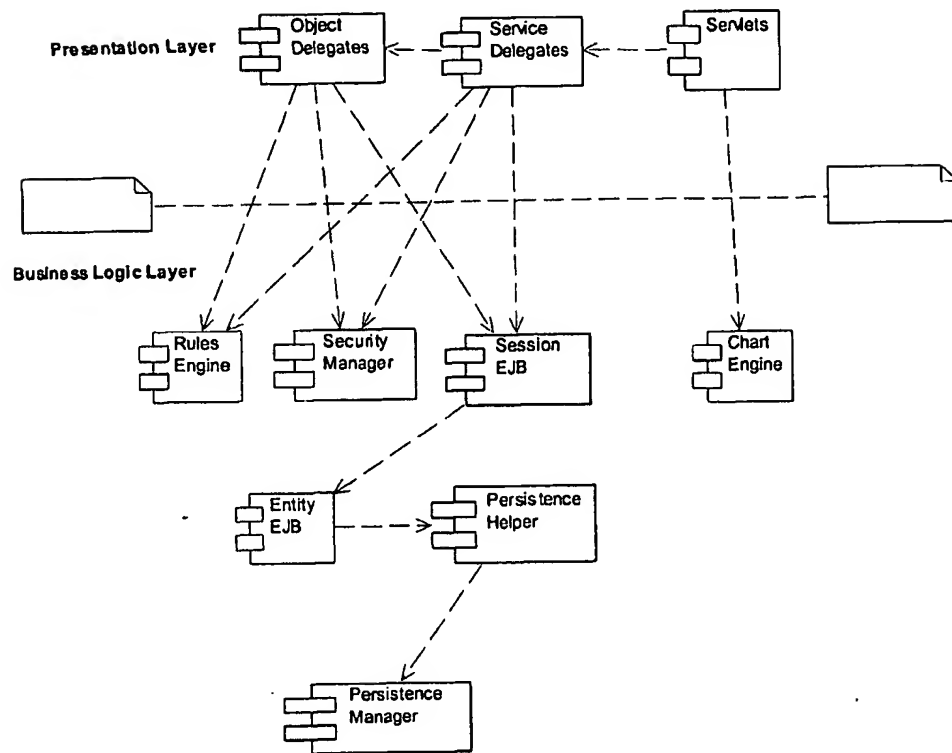 Presentation Layer
Object
Delegates
Service
Delegates
Servlets
Business Logic Layer
Rules
Engine
Security
Manager
Session
EJB
Chart
Engine
Entity
EJB
Persistence
Helper
Persistence
Manager